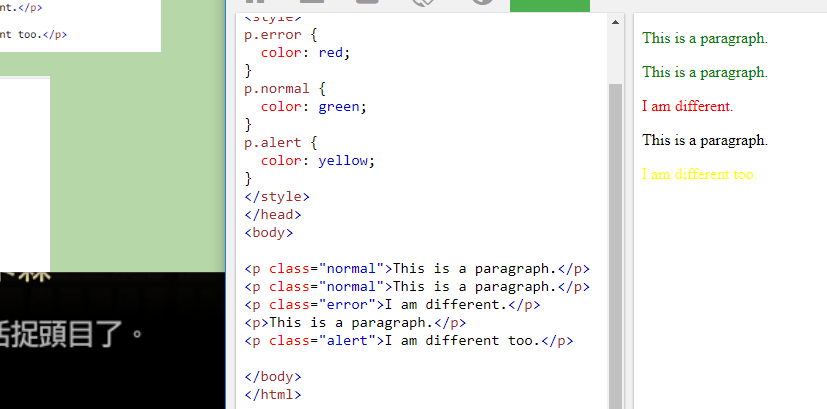 nt.</p>
nt too.</p>
捉頭目了。
<style>
p.error {
color: red;
}
p.normal {
color: green;
}
p.alert {
color: yellow;
}
</style>
</head>
<body>
<p class="normal">This is a paragraph.</p>
<p class="normal">This is a paragraph.</p>
<p class="error">I am different.</p>
<p>This is a paragraph.</p>
<p class="alert">I am different too.</p>
</body>
</html>
This is a paragraph.
This is a paragraph.
I am different.
This is a paragraph.
I am different too.